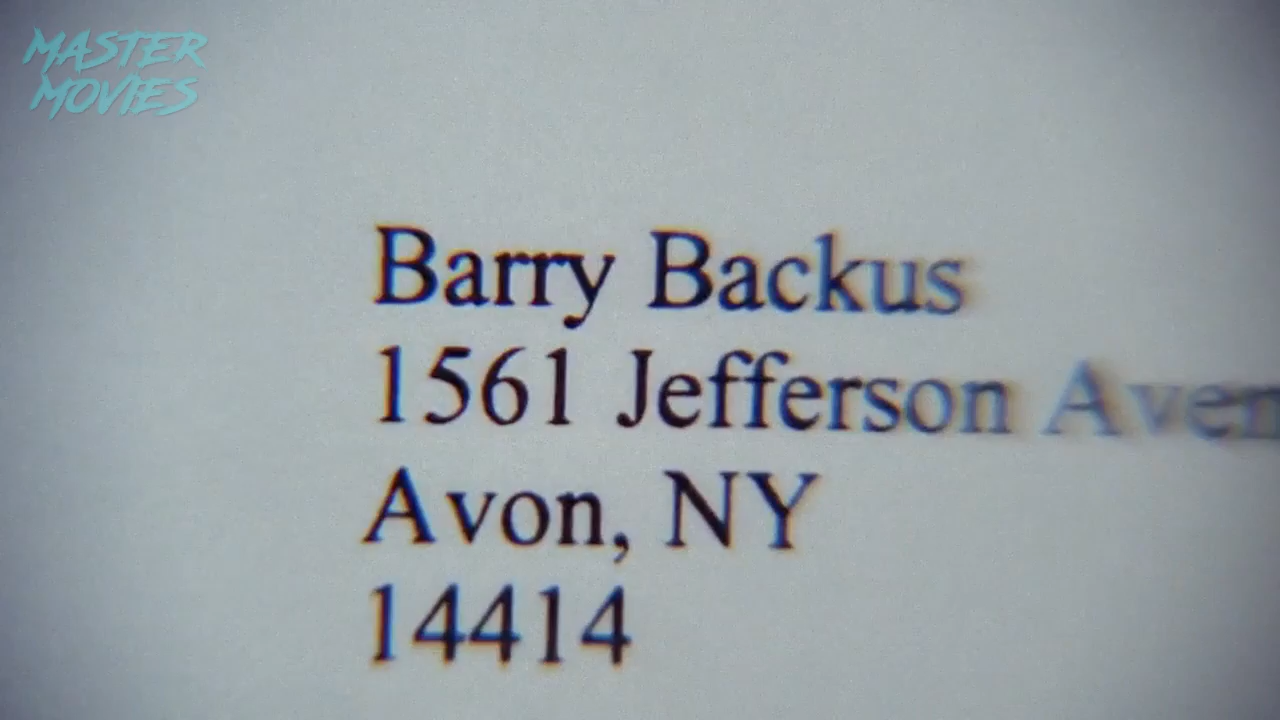 MASTER
MOVIES
Barry Backus
1561 Jefferson Aven
Avon, NY
14414